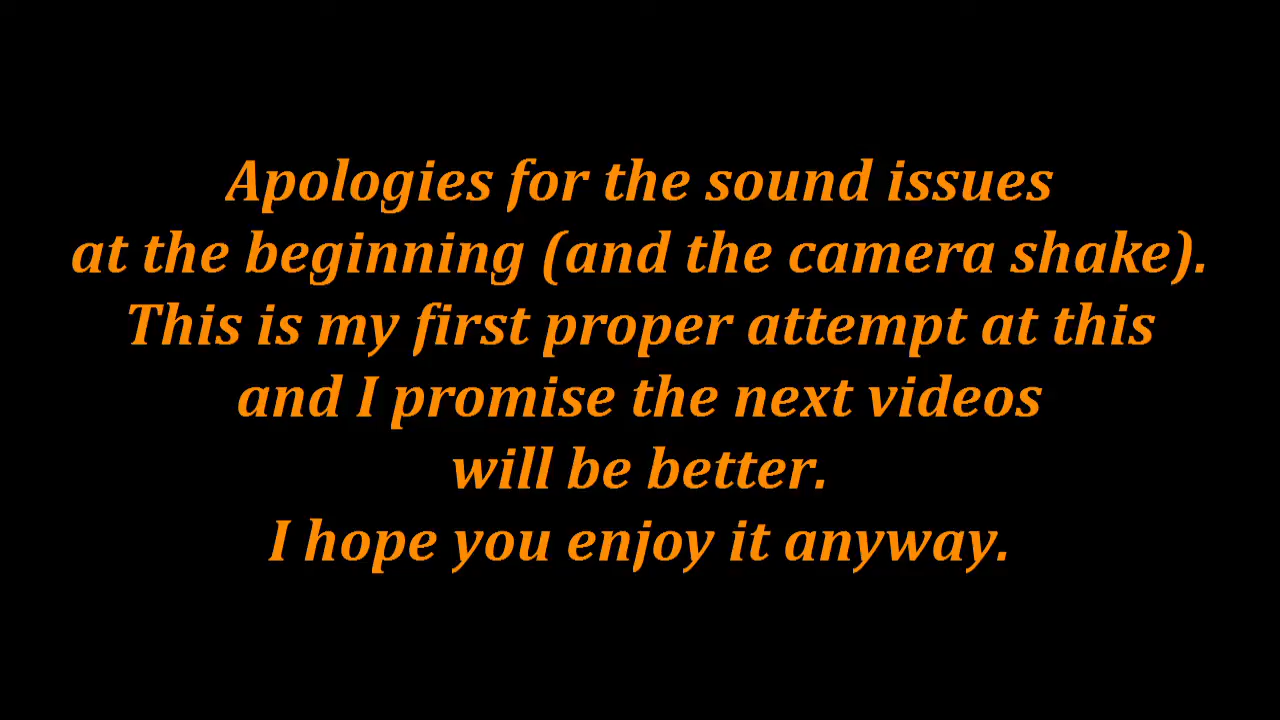 Apologies for the sound issues
at the beginning (and the camera shake).
This is my first proper attempt at this
and I promise the next videos
will be better.
I hope you enjoy it anyway.